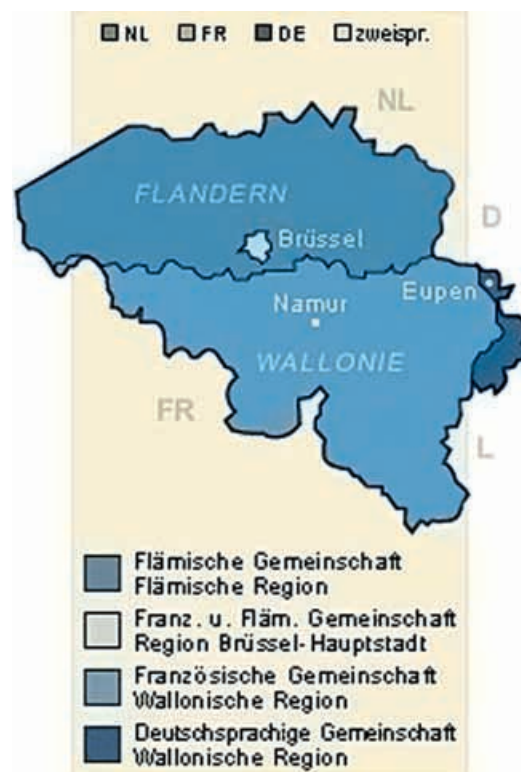 NL FR DE zweispr.
NL
FLANDERN
D
Brüssel
Eupen
Namur
WALLONIE
FR
L
Flämische Gemeinschaft
Flämische Region
Franz. u. Fläm. Gemeinschaft
Region Brüssel-Hauptstadt
Französische Gemeinschaft
Wallonische Region
Deutschsprachige Gemeinschaft
Wallonische Region